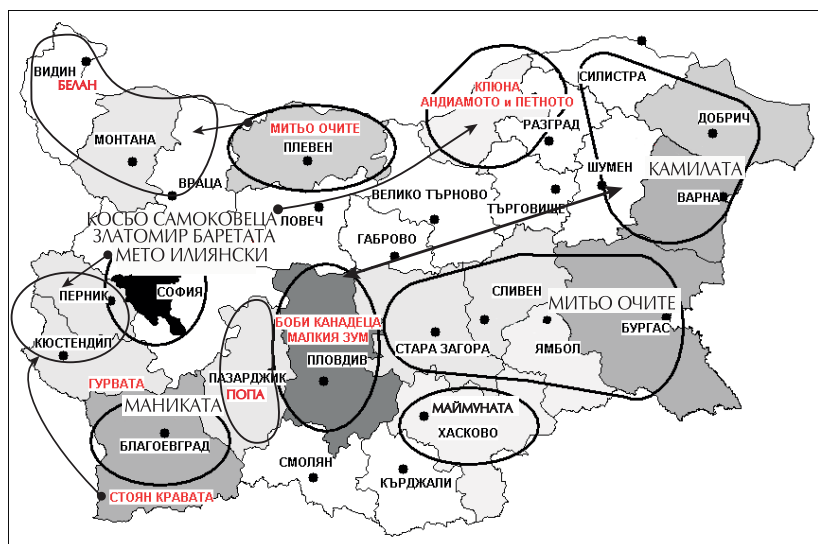 ВИДИН
БЕЛАН
МОНТАНА
ВРАЦА
МИТЬО ОЧИТЕ
ПЛЕВЕН
КЛЮНА
АНДИАМОТО и ПЕТНОТО
РАЗГРАД
СИЛИСТРА
ДОБРИЧ
ШУМЕН
КАМИЛАТА
ВАРНА
ВЕЛИКО ТЪРНОВО
ТЪРГОВИЩЕ
ЛОВЕЧ
ГАБРОВО
КОСЬО САМОКОВЕЦА
ЗЛАТОМИР БАРЕТАТА
МЕТО ИЛИЯНСКИ
ПЕРНИК
СОФИЯ
КЮСТЕНДИЛ
БОБИ КАНАДЕЦА
МАЛКИЯ ЗУМ
ПЛОВДИВ
СЛИВЕН
МИТЬО ОЧИТЕ
БУРГАС
СТАРА ЗАГОРА
ЯМБОЛ
ГУРВАТА
ПАЗАРДЖИК
ПОПА
МАНИКАТА
БЛАГОЕВГРАД
МАЙМУНАТА
ХАСКОВО
СМОЛЯН
КЪРДЖАЛИ
СТОЯН КРАВАТА